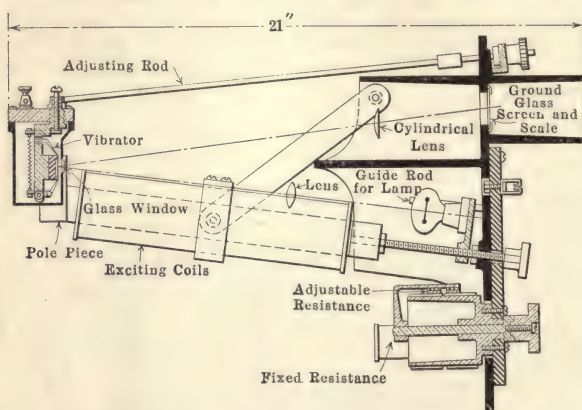 21"
Adjusting Rod
Vibrator
Ground
Glass
Screen and
Scale
Cylindrical
Lens
Guide Rod
for Lamp
Lens
Glass Window
Pole Piece
Exciting Coils
Adjustable
Resistance
Fixed Resistance